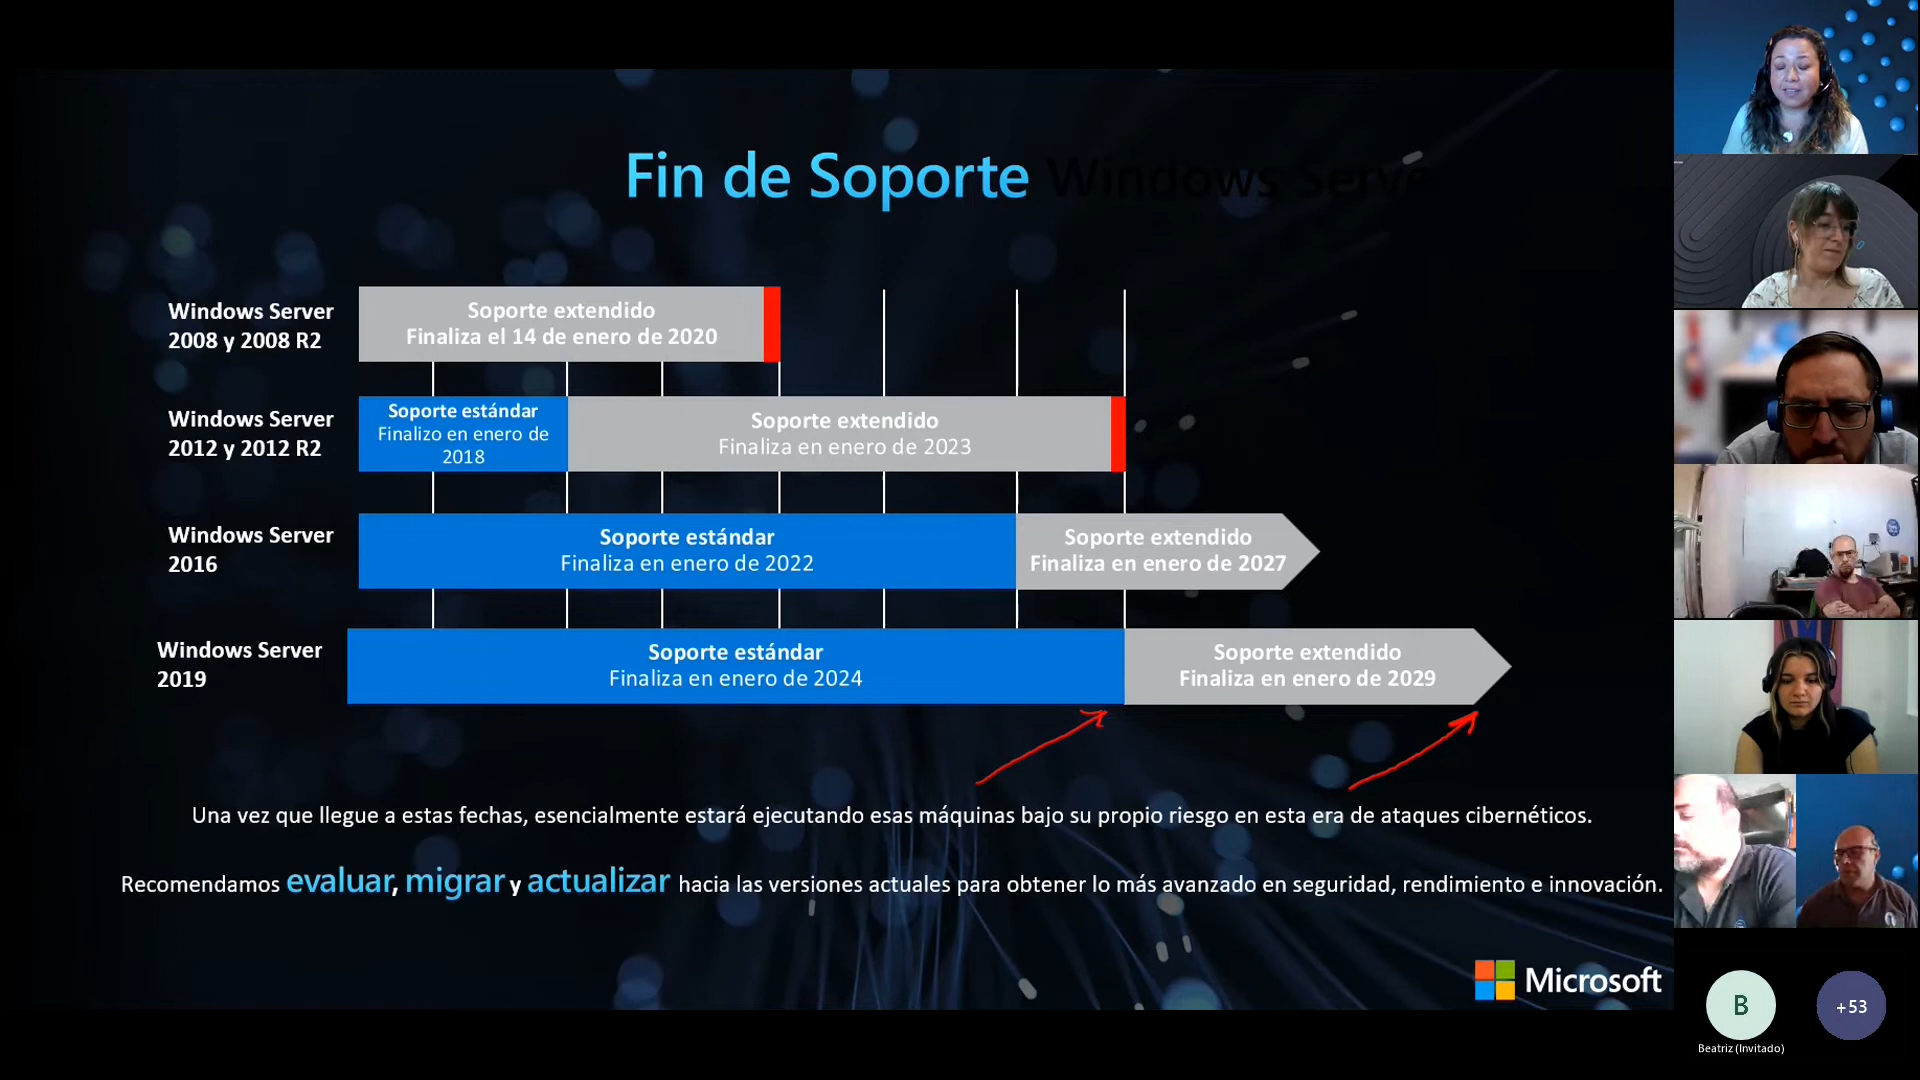 Fin de Soporte Windows Serve
Windows Server
2008 y 2008 R2
Soporte extendido
Finaliza el 14 de enero de 2020
Windows Server
2012 y 2012 R2
Soporte estándar
Finalizo en enero de
2018
Soporte extendido
Finaliza en enero de 2023
Windows Server
2016
Soporte estándar
Finaliza en enero de 2022
Soporte extendido
Finaliza en enero de 2027
Windows Server
2019
Soporte estándar
Finaliza en enero de 2024
Soporte extendido
Finaliza en enero de 2029
Una vez que llegue a estas fechas, esencialmente estará ejecutando esas máquinas bajo su propio riesgo en esta era de ataques cibernéticos.
Recomendamos evaluar, migrar y actualizar hacia las versiones actuales para obtener lo más avanzado en seguridad, rendimiento e innovación.
Microsoft
B
+53
Beatriz (Invitado)